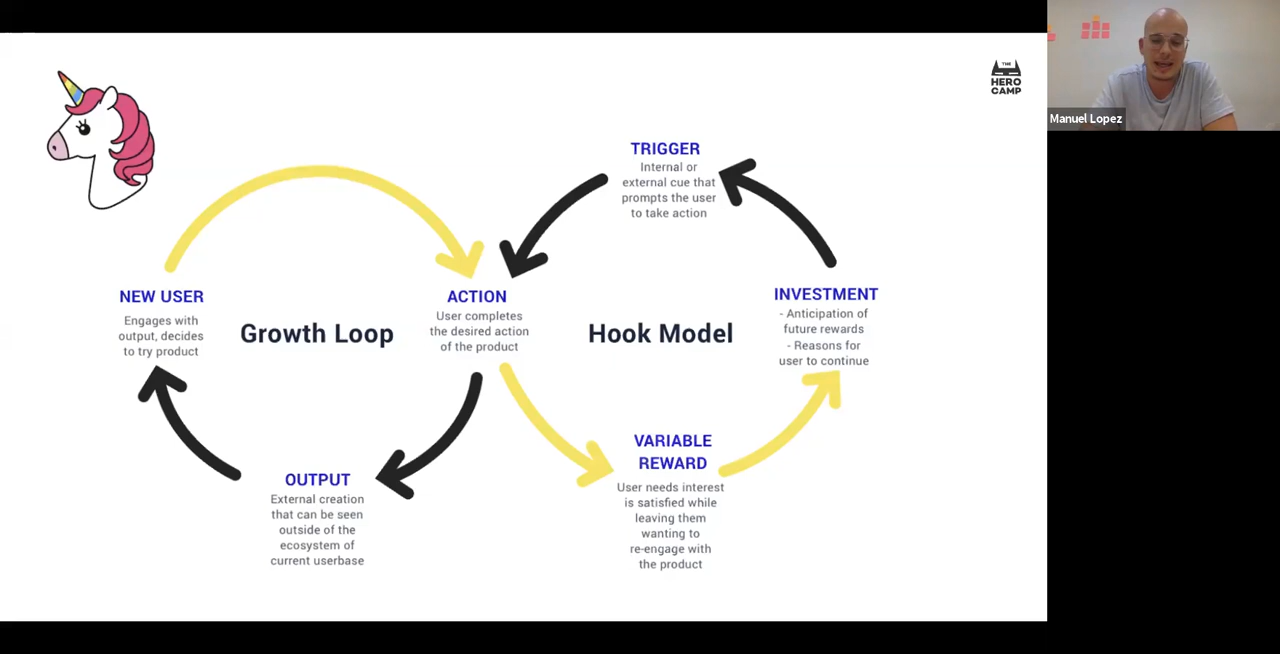 THE
HERO
CAMP
Manuel Lopez
TRIGGER
Internal or
external cue that
prompts the user
to take action
NEW USER
Engages with
output, decides
to try product
Growth Loop
ACTION
User completes
the desired action
of the product
Hook Model
INVESTMENT
- Anticipation of
future rewards
- Reasons for
user to continue
OUTPUT
External creation
that can be seen
outside of the
ecosystem of
current userbase
VARIABLE
REWARD
User needs interest
is satisfied while
leaving them
wanting to
re-engage with
the product